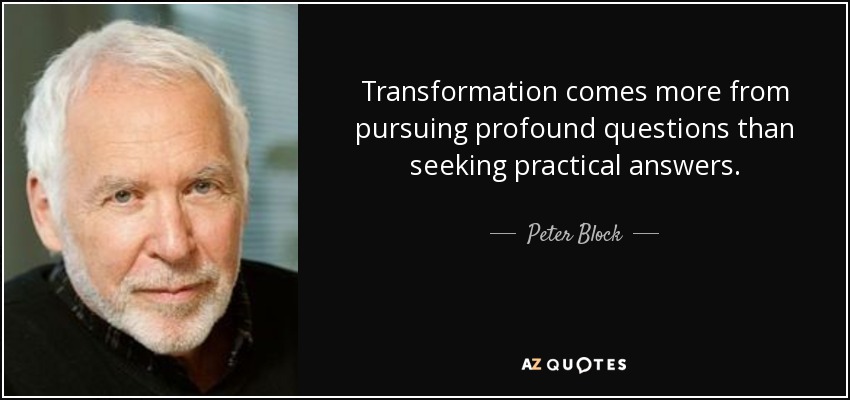 Transformation comes more from
pursuing profound questions than
seeking practical answers.
Peter Block
AZ QUOTES